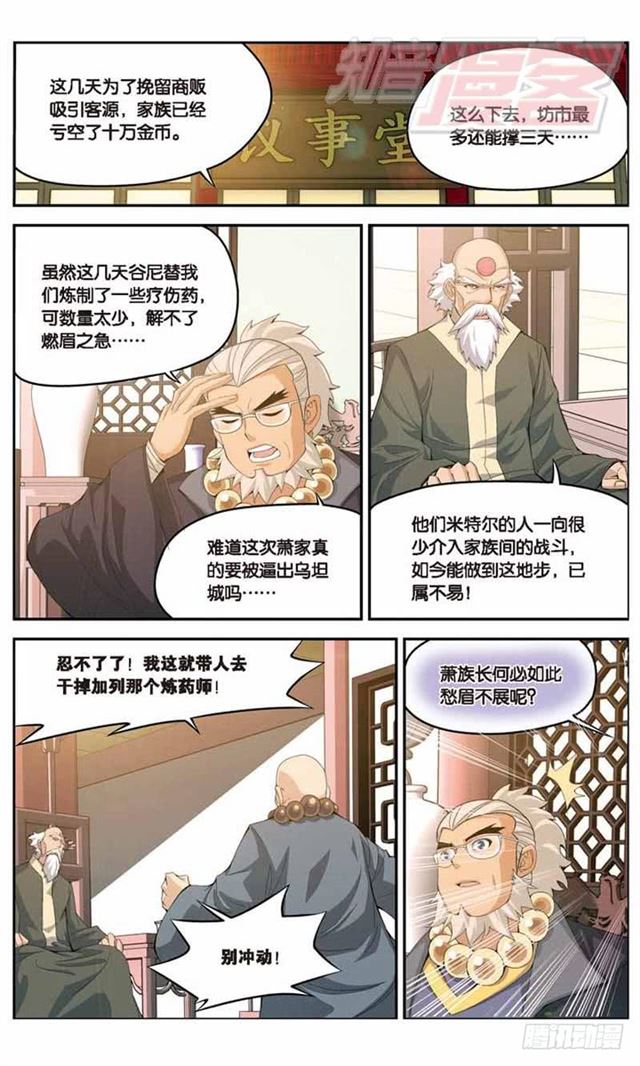 这几天为了挽留商贩
吸引客源，家族已经
亏空了十万金币。
知音漫客
这么下去，坊市最
多还能撑三天……
议事堂
虽然这几天谷尼替我
们炼制了一些疗伤药，
可数量太少，解不了
燃眉之急……
难道这次萧家真
的要被逼出乌坦
城吗……
他们米特尔的人一向很
少介入家族间的战斗，
如今能做到这地步，已
属不易！
忍不了了！我这就带人去
干掉加列那个炼药师！
别冲动！
萧族长何必如此
愁眉不展呢？
腾讯动漫